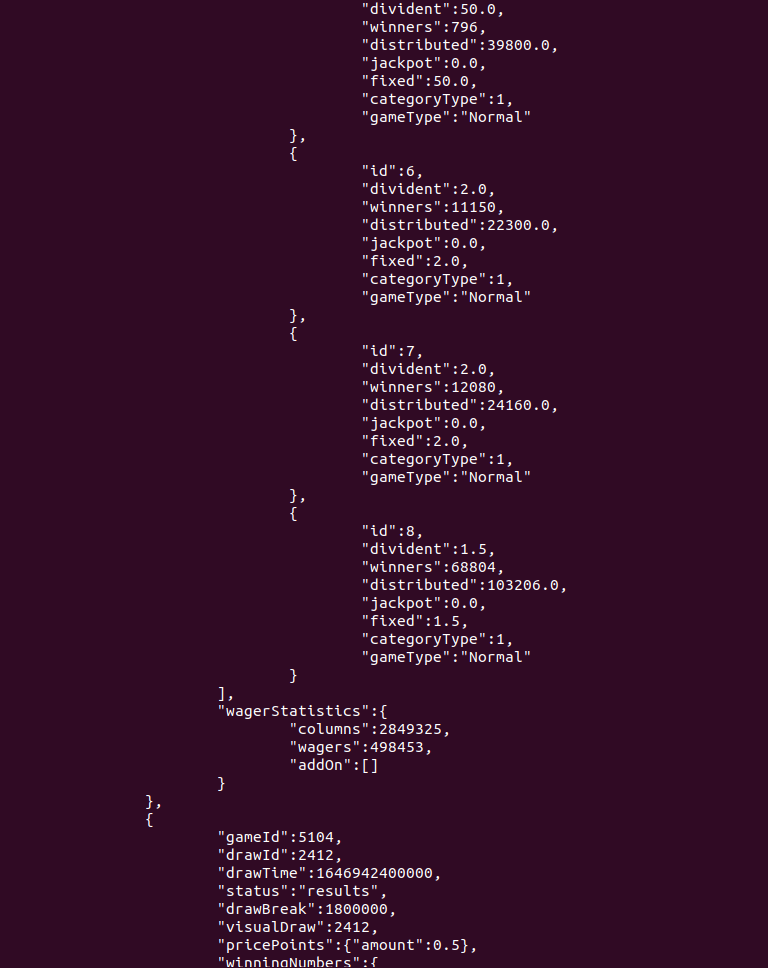 "divident":50.0,
"winners":796,
"distributed":39800.0,
"jackpot":0.0,
"fixed":50.0,
"categoryType":1,
"gameType":"Normal"
},
{
"id":6,
"divident":2.0,
"winners":11150,
"distributed":22300.0,
"jackpot":0.0,
"fixed":2.0,
"categoryType":1,
"gameType":"Normal"
},
{
"id":7,
"divident":2.0,
"winners":12080,
"distributed":24160.0,
"jackpot":0.0,
"fixed":2.0,
"categoryType":1,
"gameType":"Normal"
},
{
"id":8,
"divident":1.5,
"winners":68804,
"distributed":103206.0,
"jackpot":0.0,
"fixed":1.5,
"categoryType":1,
"gameType":"Normal"
}
],
"wagerStatistics":{
"columns":2849325,
"wagers":498453,
"addOn":[]
}
},
{
"gameId":5104,
"drawId":2412,
"drawTime":1646942400000,
"status":"results",
"drawBreak":1800000,
"visualDraw":2412,
"pricePoints":{"amount":0.5},
"winningNumbers":{